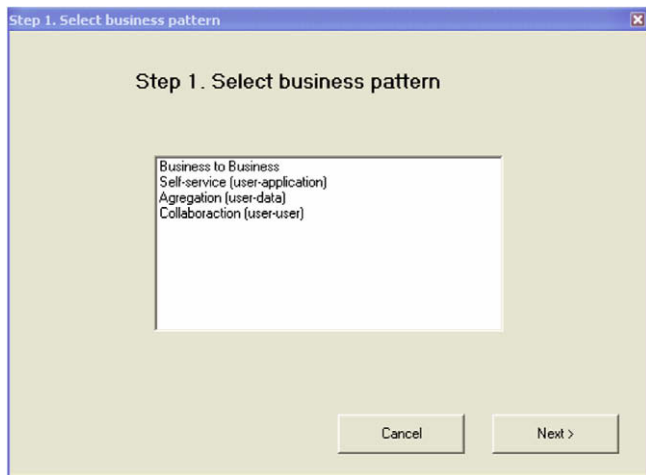 Step 1. Select business pattern
Step 1. Select business pattern
Business to Business
Self-service (user-application)
Agregation (user-data)
Collaboraction (user-user)
Cancel
Next >